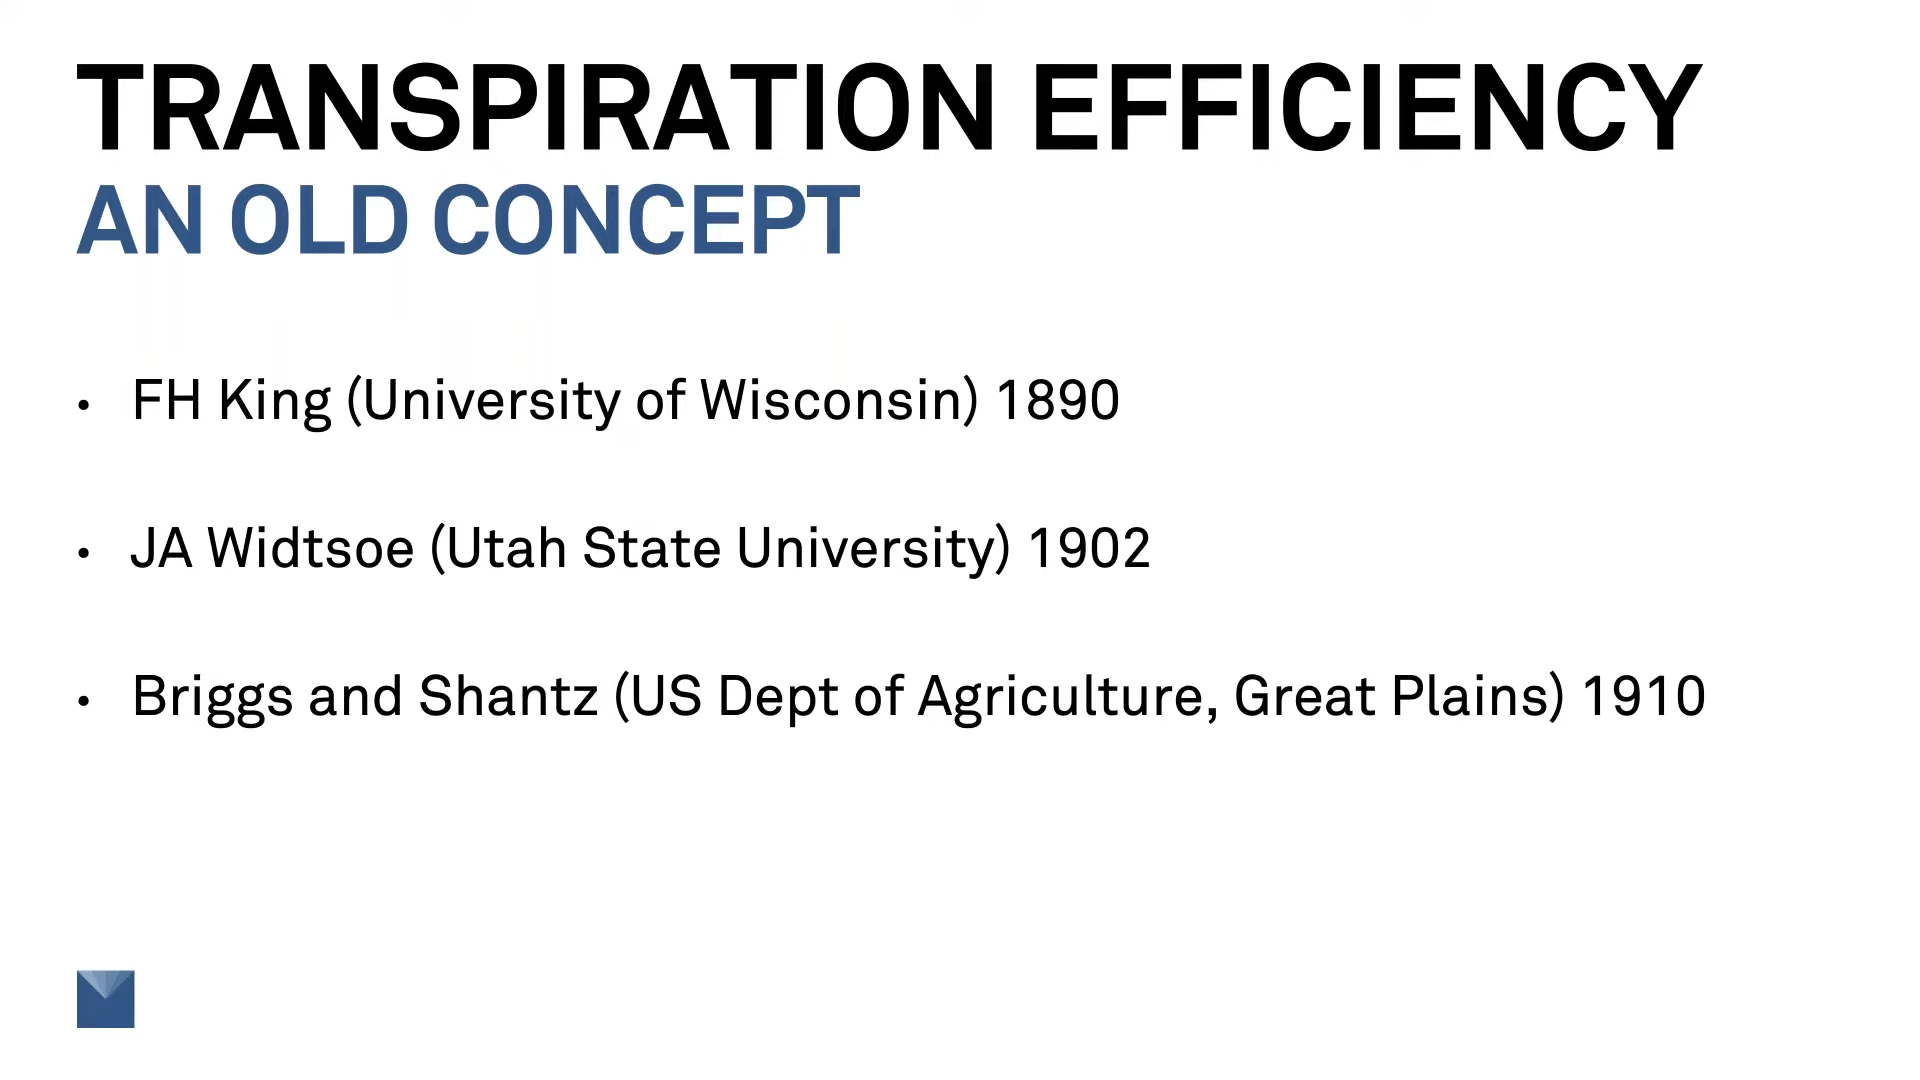 TRANSPIRATION EFFICIENCY
AN OLD CONCEPT
• FH King (University of Wisconsin) 1890
• JA Widtsoe (Utah State University) 1902
• Briggs and Shantz (US Dept of Agriculture, Great Plains) 1910